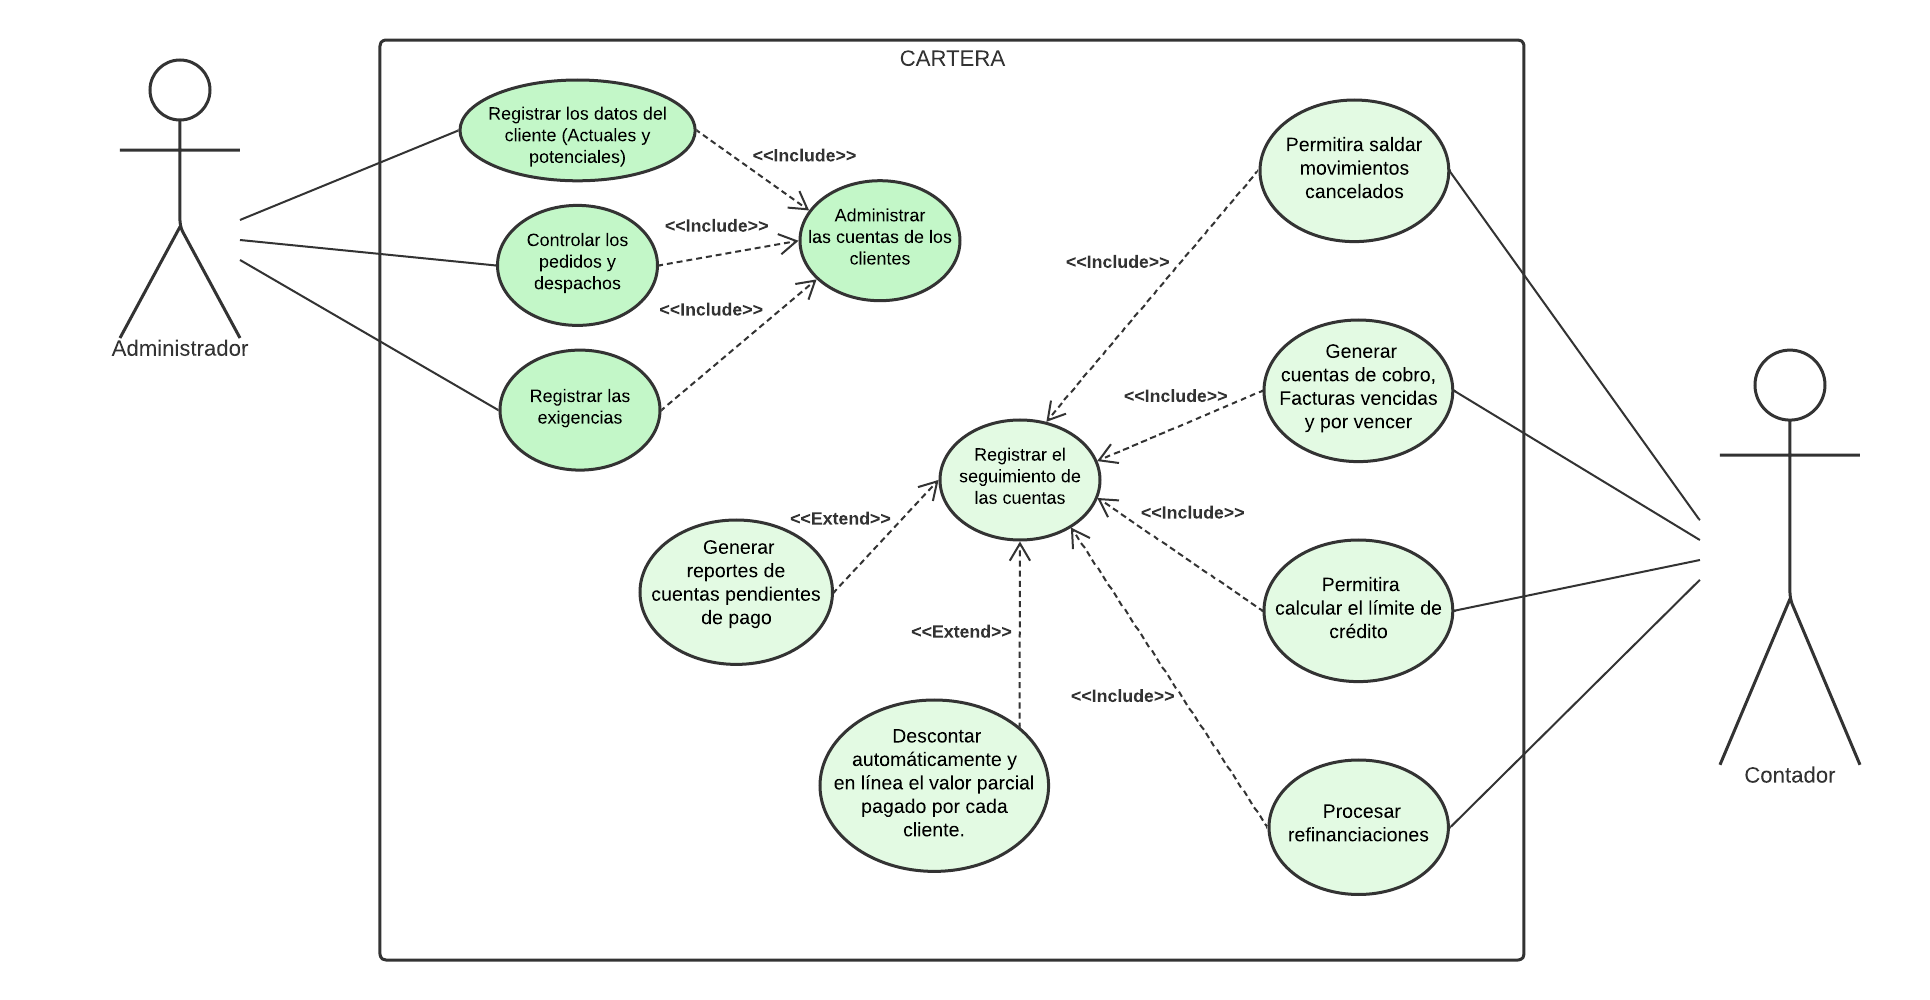 CARTERA
Registrar los datos del
cliente (Actuales y
potenciales)
<<Include>>
Controlar los
pedidos y
despachos
<<Include>>
Administrar
las cuentas de los
clientes
<<Include>>
Registrar las
exigencias
Administrador
Permitira saldar
movimientos
cancelados
<<Include>>
Generar
cuentas de cobro,
Facturas vencidas
y por vencer
<<Include>>
Registrar el
seguimiento de
las cuentas
<<Include>>
<<Extend>>
Generar
reportes de
cuentas pendientes
de pago
Permitira
calcular el límite de
crédito
<<Extend>>
<<Include>>
Descontar
automáticamente y
en línea el valor parcial
pagado por cada
cliente.
Procesar
refinanciaciones
Contador